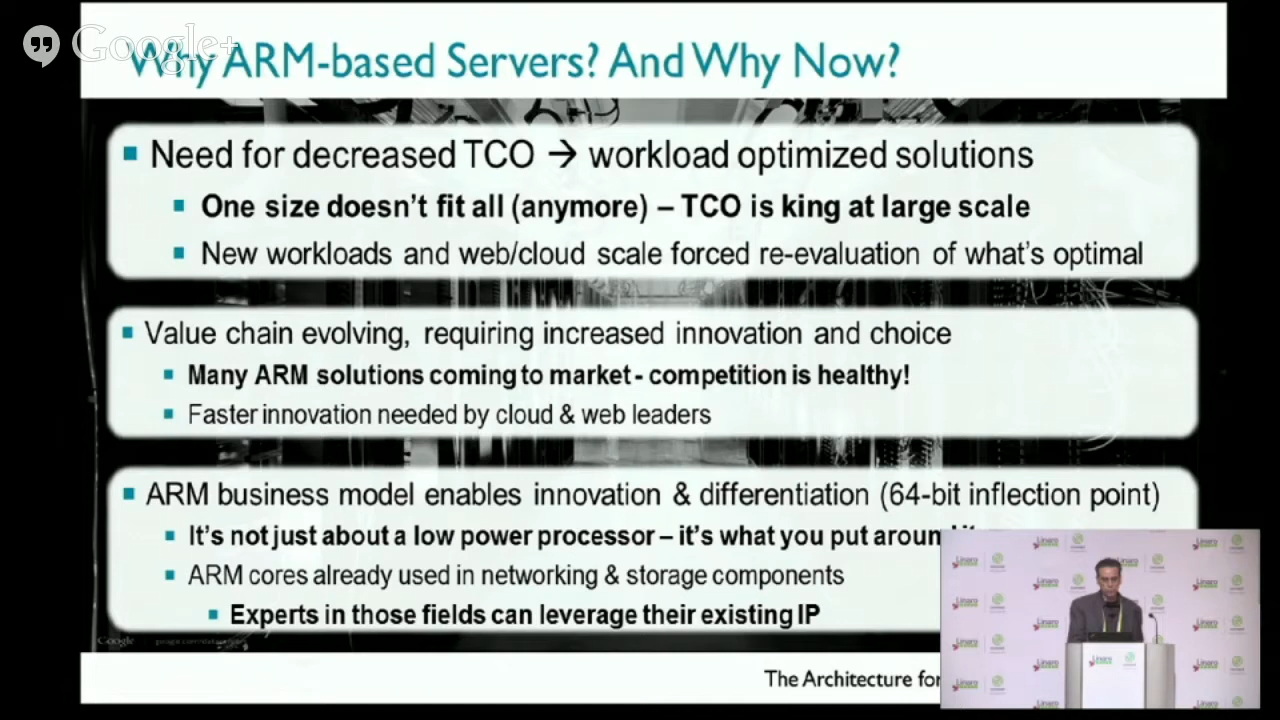 Google+
Why ARM-based Servers? And Why Now?
Need for decreased TCO → workload optimized solutions
One size doesn't fit all (anymore) – TCO is king at large scale
New workloads and web/cloud scale forced re-evaluation of what's optimal
Value chain evolving, requiring increased innovation and choice
Many ARM solutions coming to market - competition is healthy!
Faster innovation needed by cloud & web leaders
ARM business model enables innovation & differentiation (64-bit inflection point)
It's not just about a low power processor – it's what you put
ARM cores already used in networking & storage components
Experts in those fields can leverage their existing IP
Google
The Architecture for
Linaro